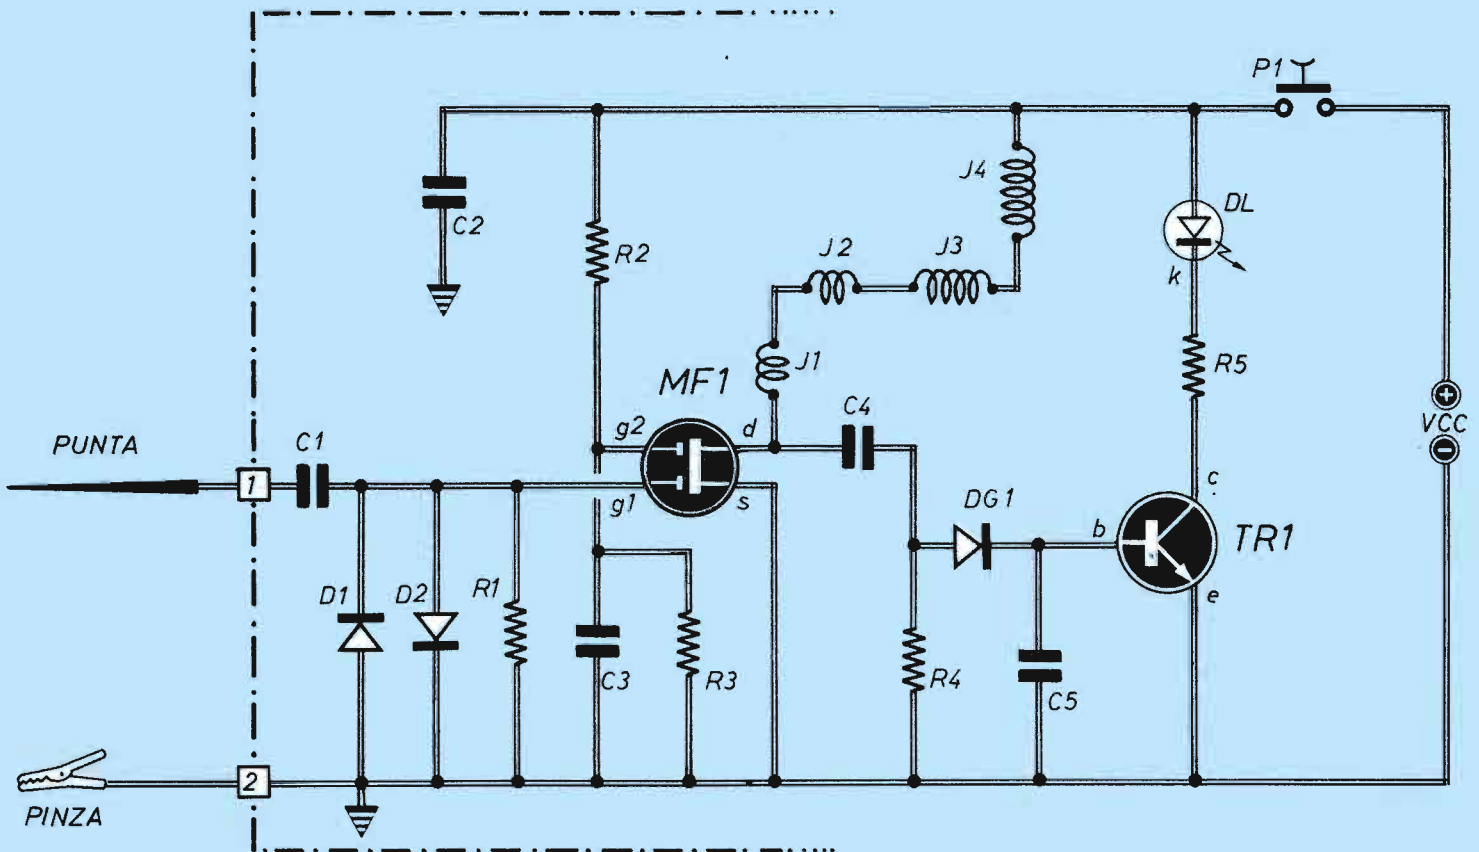 P1
J4
DL
C2
R2
J2
J3
k
J1
R5
MF1
C4
+
VCC
-
g2
d
PUNTA
C1
1
g1
s
c
DG1
b
TR1
D1
D2
R1
e
C3
R3
R4
C5
2
PINZA